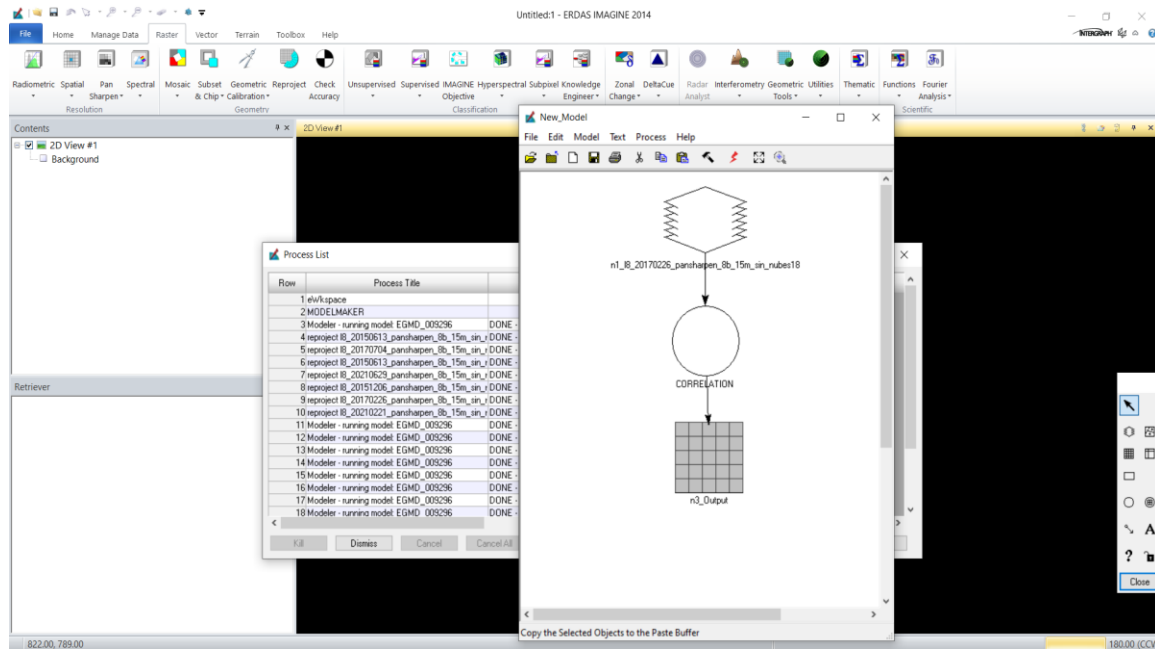 Untitled:1 - ERDAS IMAGINE 2014
File Home Manage Data Raster Vector Terrain Toolbox Help
INTERGRAPH
Radiometric Spatial Pan Sharpen Spectral Mosaic Subset & Chip Geometric Calibration Reproject Check Accuracy Unsupervised Supervised IMAGINE Objective Hyperspectral Subpixel Knowledge Engineer Zonal Change DeltaCue Radar Analyst Interferometry Geometric Tools Utilities Thematic Functions Fourier Analysis
Resolution Geometry Classification Scientific
Contents
2D View #1
Background
2D View #1
Retriever
Process List
Row Process Title
1 eWkspace
2 MODELMAKER
3 Modeler - running model: EGMD_009296 DONE -
4 reproject l8_20150613_pansharpen_8b_15m_sin_r DONE -
5 reproject l8_20170704_pansharpen_8b_15m_sin_r DONE -
6 reproject l8_20150613_pansharpen_8b_15m_sin_r DONE -
7 reproject l8_20210629_pansharpen_8b_15m_sin_r DONE -
8 reproject l8_20151206_pansharpen_8b_15m_sin_r DONE -
9 reproject l8_20170226_pansharpen_8b_15m_sin_r DONE -
10 reproject l8_20210221_pansharpen_8b_15m_sin_r DONE -
11 Modeler - running model: EGMD_009296 DONE -
12 Modeler - running model: EGMD_009296 DONE -
13 Modeler - running model: EGMD_009296 DONE -
14 Modeler - running model: EGMD_009296 DONE -
15 Modeler - running model: EGMD_009296 DONE -
16 Modeler - running model: EGMD_009296 DONE -
17 Modeler - running model: EGMD_009296 DONE -
18 Modeler - running model: EGMD_009296 DONE -
Kill Dismiss Cancel Cancel All
New_Model
File Edit Model Text Process Help
n1_l8_20170226_pansharpen_8b_15m_sin_nubes18
CORRELATION
n3_Output
Copy the Selected Objects to the Paste Buffer
A
?
Close
822.00, 789.00
180.00 (CCW